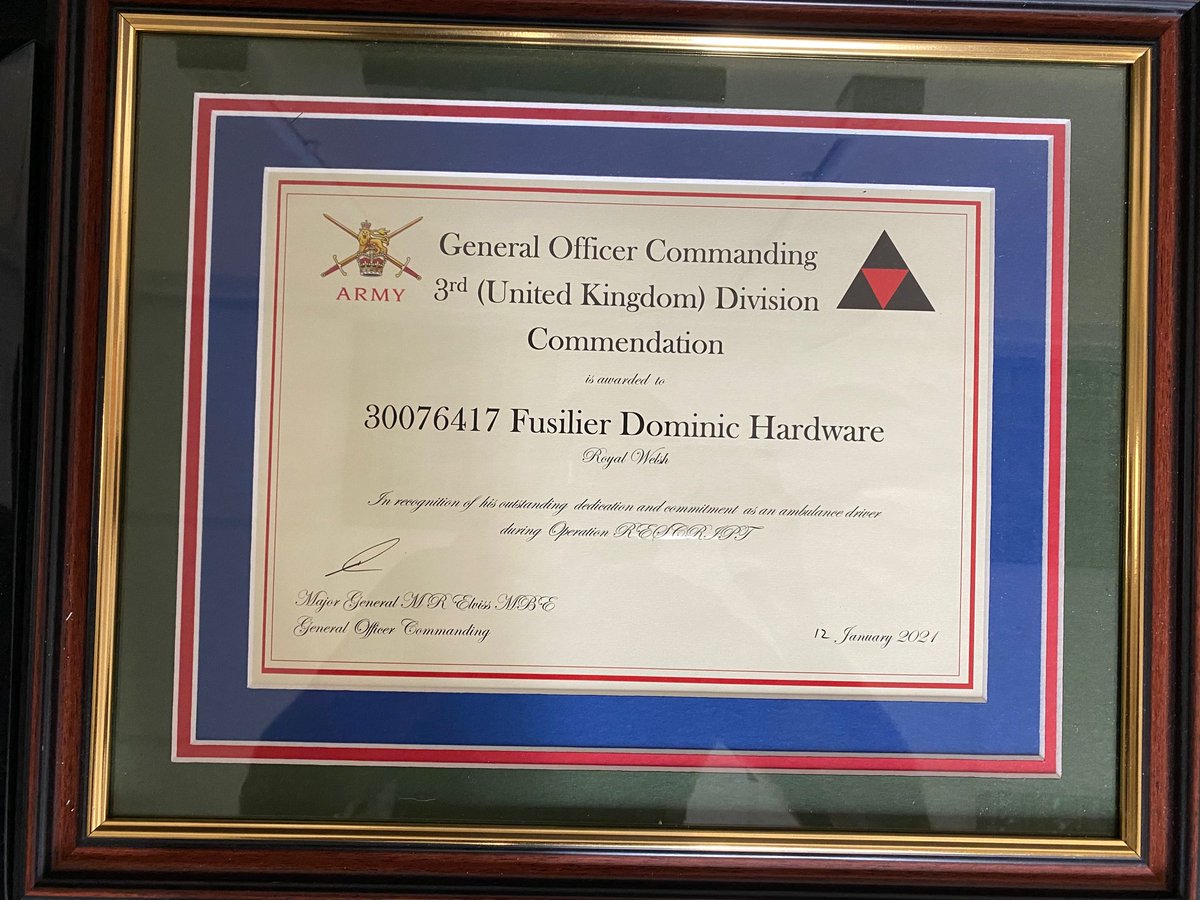 ARMY
General Officer Commanding
3rd (United Kingdom) Division
Commendation
is awarded to
30076417 Fusilier Dominic Hardware
Royal Welsh
In recognition of his outstanding dedication and commitment as an ambulance driver
during Operation RESCRIPT
Major General M R Elviss MBE
General Officer Commanding
12 January 2021